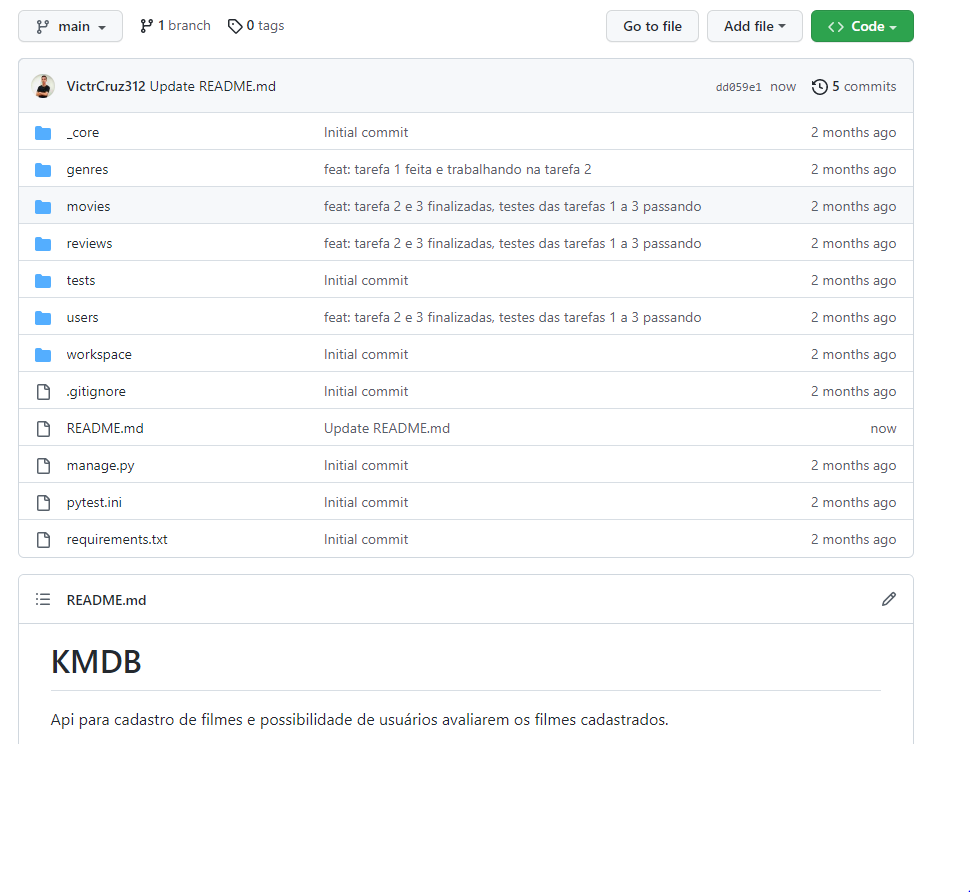 main 1 branch 0 tags Go to file Add file Code
VictrCruz312 Update README.md dd059e1 now 5 commits
_core Initial commit 2 months ago
genres feat: tarefa 1 feita e trabalhando na tarefa 2 2 months ago
movies feat: tarefa 2 e 3 finalizadas, testes das tarefas 1 a 3 passando 2 months ago
reviews feat: tarefa 2 e 3 finalizadas, testes das tarefas 1 a 3 passando 2 months ago
tests Initial commit 2 months ago
users feat: tarefa 2 e 3 finalizadas, testes das tarefas 1 a 3 passando 2 months ago
workspace Initial commit 2 months ago
.gitignore Initial commit 2 months ago
README.md Update README.md now
manage.py Initial commit 2 months ago
pytest.ini Initial commit 2 months ago
requirements.txt Initial commit 2 months ago
README.md
KMDB
Api para cadastro de filmes e possibilidade de usuários avaliarem os filmes cadastrados.